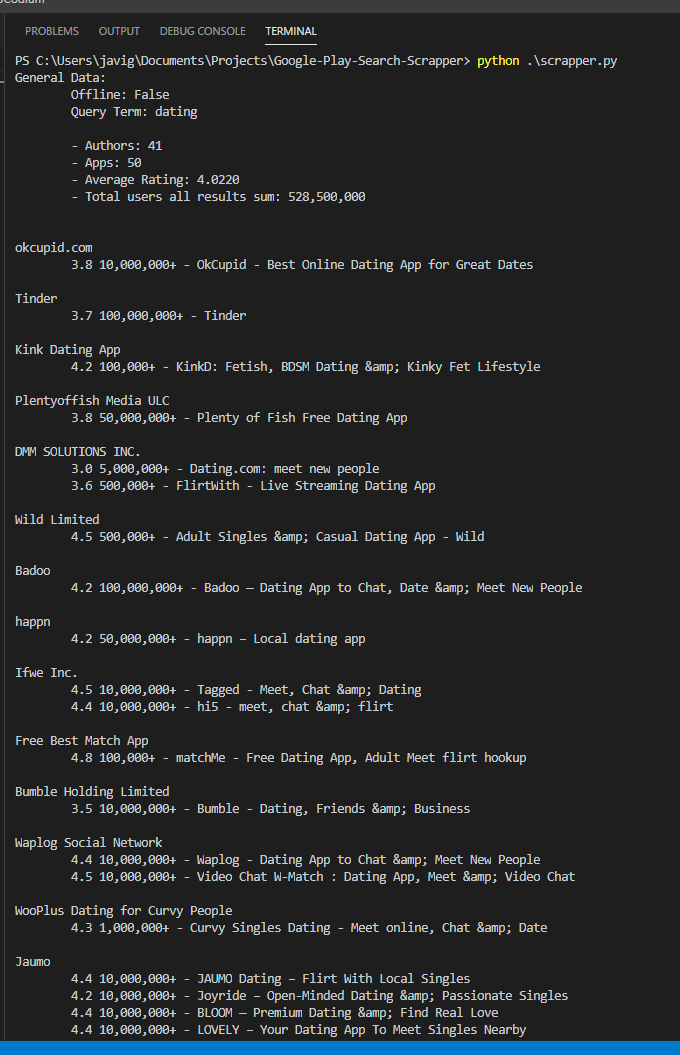 PROBLEMS OUTPUT DEBUG CONSOLE TERMINAL
PS C:\Users\javig\Documents\Projects\Google-Play-Search-Scrapper> python .\scrapper.py
General Data:
Offline: False
Query Term: dating
- Authors: 41
- Apps: 50
- Average Rating: 4.0220
- Total users all results sum: 528,500,000
okcupid.com
3.8 10,000,000+ - OkCupid - Best Online Dating App for Great Dates
Tinder
3.7 100,000,000+ - Tinder
Kink Dating App
4.2 100,000+ - KinkD: Fetish, BDSM Dating &amp; Kinky Fet Lifestyle
Plentyoffish Media ULC
3.8 50,000,000+ - Plenty of Fish Free Dating App
DMM SOLUTIONS INC.
3.0 5,000,000+ - Dating.com: meet new people
3.6 500,000+ - FlirtWith - Live Streaming Dating App
Wild Limited
4.5 500,000+ - Adult Singles &amp; Casual Dating App - Wild
Badoo
4.2 100,000,000+ - Badoo — Dating App to Chat, Date &amp; Meet New People
happn
4.2 50,000,000+ - happn – Local dating app
Ifwe Inc.
4.5 10,000,000+ - Tagged - Meet, Chat &amp; Dating
4.4 10,000,000+ - hi5 - meet, chat &amp; flirt
Free Best Match App
4.8 100,000+ - matchMe - Free Dating App, Adult Meet flirt hookup
Bumble Holding Limited
3.5 10,000,000+ - Bumble - Dating, Friends &amp; Business
Waplog Social Network
4.4 10,000,000+ - Waplog - Dating App to Chat &amp; Meet New People
4.5 10,000,000+ - Video Chat W-Match : Dating App, Meet &amp; Video Chat
WooPlus Dating for Curvy People
4.3 1,000,000+ - Curvy Singles Dating - Meet online, Chat &amp; Date
Jaumo
4.4 10,000,000+ - JAUMO Dating – Flirt With Local Singles
4.2 10,000,000+ - Joyride – Open-Minded Dating &amp; Passionate Singles
4.4 10,000,000+ - BLOOM — Premium Dating &amp; Find Real Love
4.4 10,000,000+ - LOVELY – Your Dating App To Meet Singles Nearby